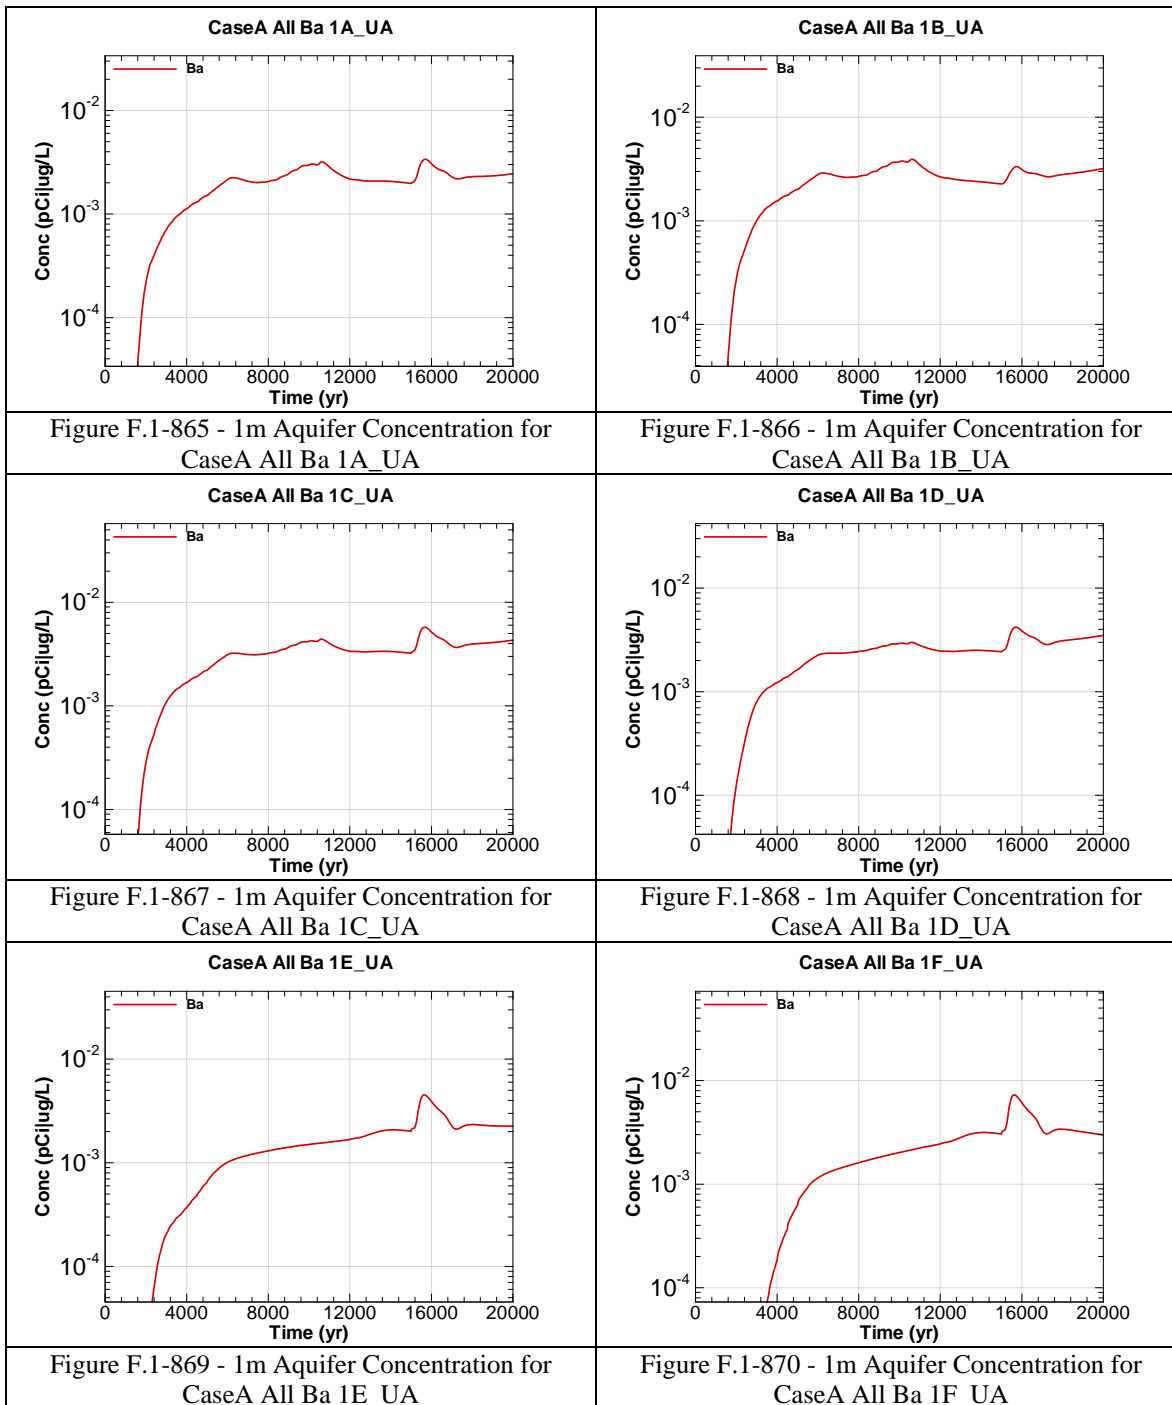 CaseA All Ba 1A_UA
Ba
Conc (pCi|ug/L)
10-2
10-3
10-4
0 4000 8000 12000 16000 20000
Time (yr)
Figure F.1-865 - 1m Aquifer Concentration for
CaseA All Ba 1A_UA
CaseA All Ba 1B_UA
Ba
Conc (pCi|ug/L)
10-2
10-3
10-4
0 4000 8000 12000 16000 20000
Time (yr)
Figure F.1-866 - 1m Aquifer Concentration for
CaseA All Ba 1B_UA
CaseA All Ba 1C_UA
Ba
Conc (pCi|ug/L)
10-2
10-3
10-4
0 4000 8000 12000 16000 20000
Time (yr)
Figure F.1-867 - 1m Aquifer Concentration for
CaseA All Ba 1C_UA
CaseA All Ba 1D_UA
Ba
Conc (pCi|ug/L)
10-2
10-3
10-4
0 4000 8000 12000 16000 20000
Time (yr)
Figure F.1-868 - 1m Aquifer Concentration for
CaseA All Ba 1D_UA
CaseA All Ba 1E_UA
Ba
Conc (pCi|ug/L)
10-2
10-3
10-4
0 4000 8000 12000 16000 20000
Time (yr)
Figure F.1-869 - 1m Aquifer Concentration for
CaseA All Ba 1E_UA
CaseA All Ba 1F_UA
Ba
Conc (pCi|ug/L)
10-2
10-3
10-4
0 4000 8000 12000 16000 20000
Time (yr)
Figure F.1-870 - 1m Aquifer Concentration for
CaseA All Ba 1F_UA